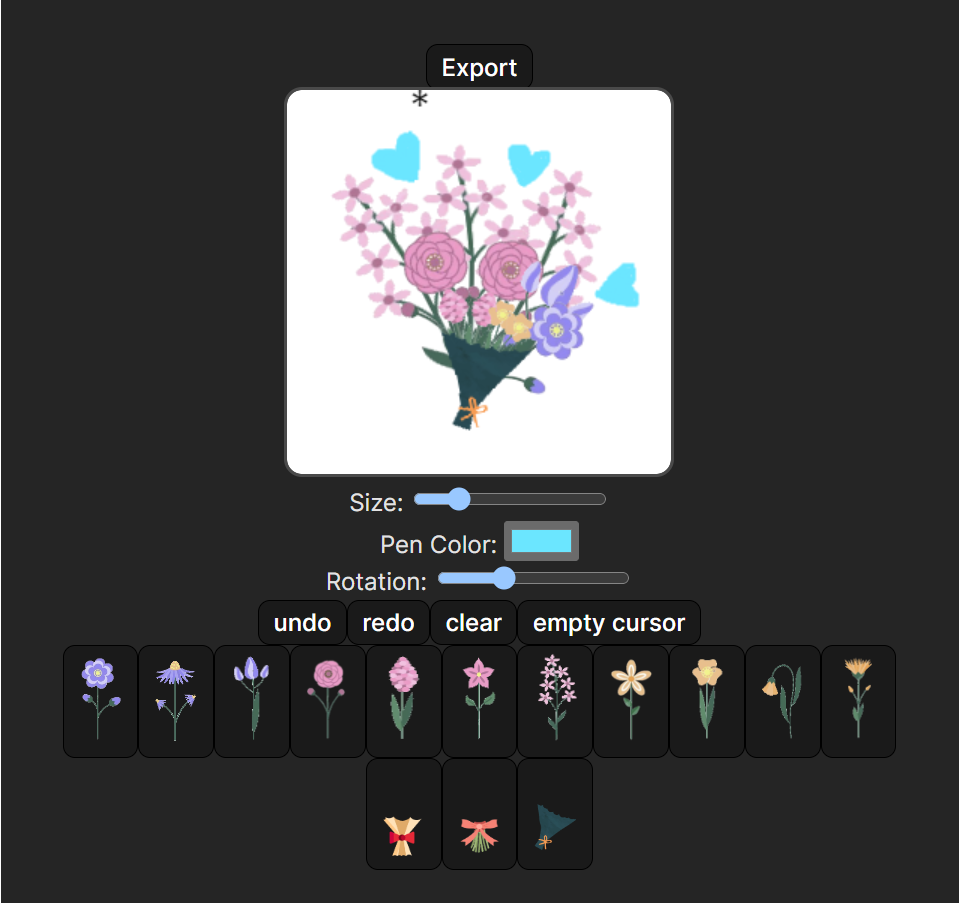 Export
*
Size:
Pen Color:
Rotation:
undo redo clear empty cursor